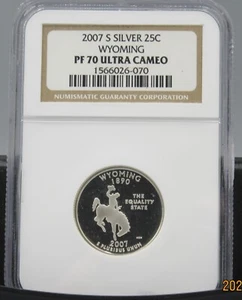 2007 S SILVER 25C
WYOMING
PF 70 ULTRA CAMEO
1566026-070
NUMISMATIC GUARANTY CORPORATION
WYOMING
1890
THE
EQUALITY
STATE
2007
E PLURIBUS UNUM
202